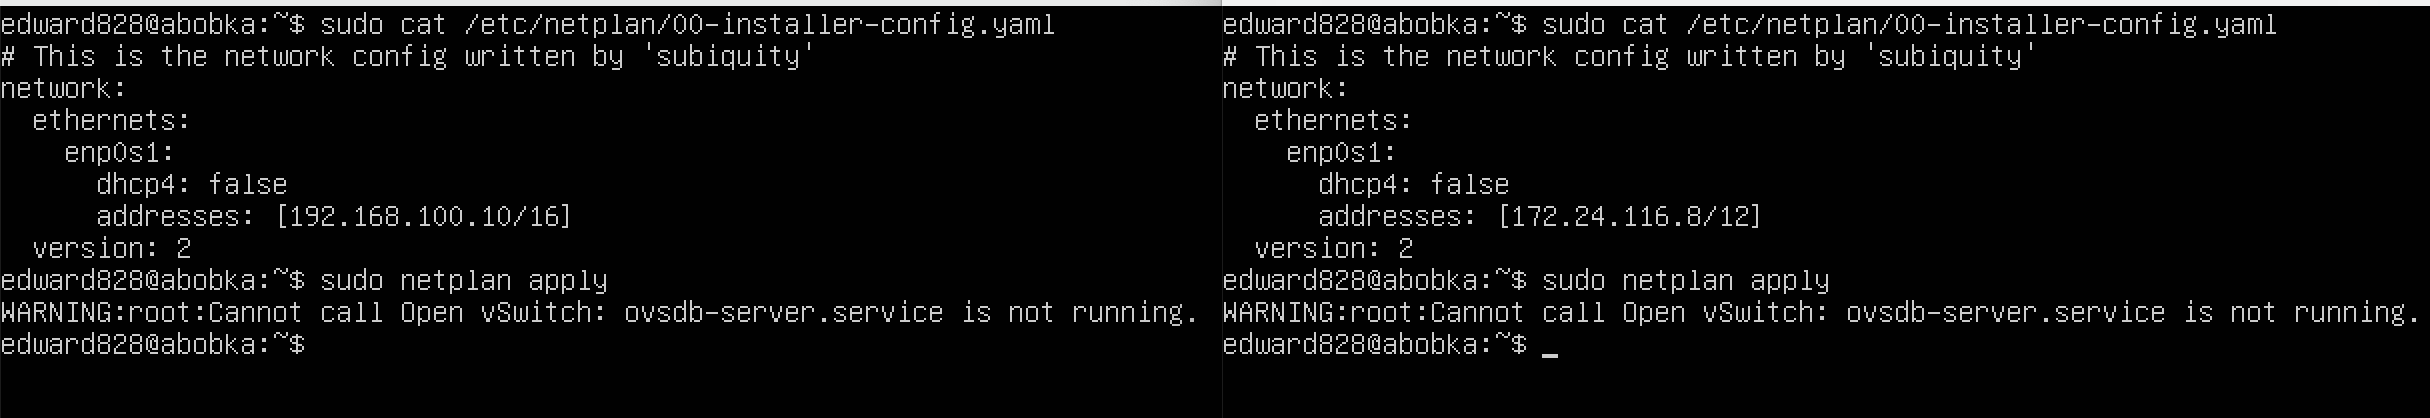 edward828@abobka:~$ sudo cat /etc/netplan/00-installer-config.yaml
# This is the network config written by 'subiquity'
network:
  ethernets:
    enp0s1:
      dhcp4: false
      addresses: [192.168.100.10/16]
  version: 2
edward828@abobka:~$ sudo netplan apply
WARNING:root:Cannot call Open vSwitch: ovsdb-server.service is not running.
edward828@abobka:~$
edward828@abobka:~$ sudo cat /etc/netplan/00-installer-config.yaml
# This is the network config written by 'subiquity'
network:
  ethernets:
    enp0s1:
      dhcp4: false
      addresses: [172.24.116.8/12]
  version: 2
edward828@abobka:~$ sudo netplan apply
WARNING:root:Cannot call Open vSwitch: ovsdb-server.service is not running.
edward828@abobka:~$ _